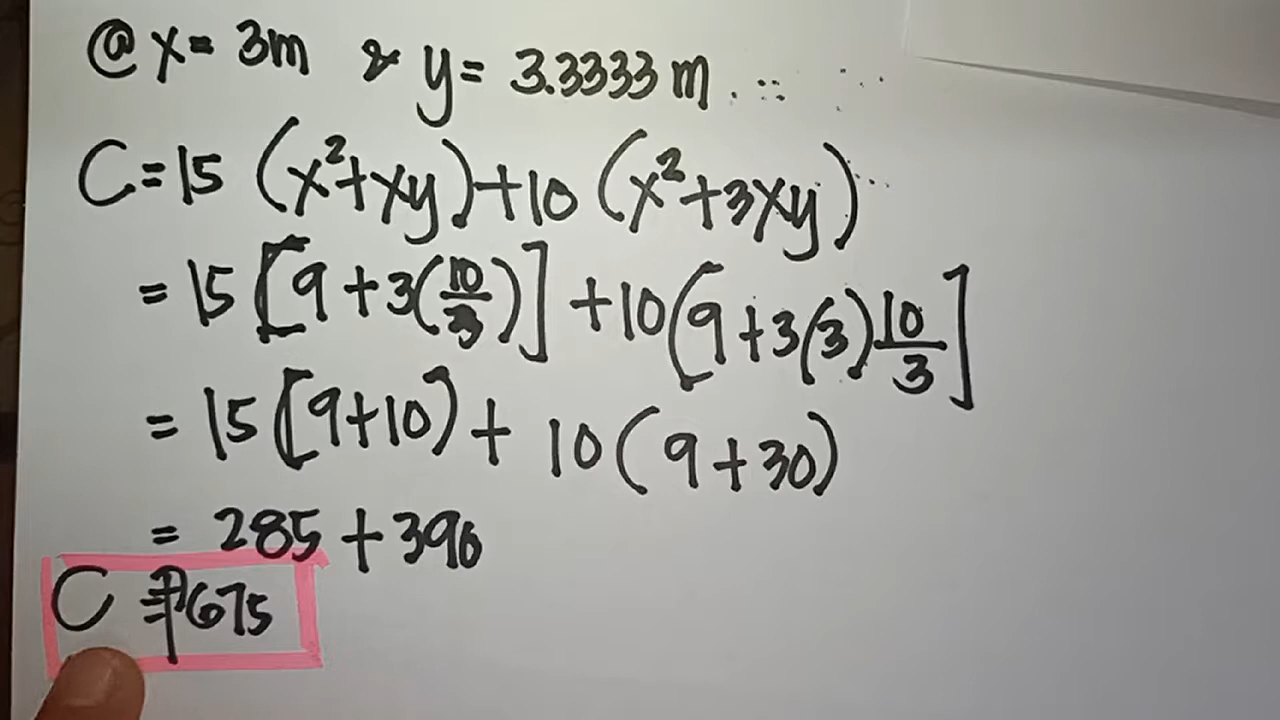 @ x = 3m & y = 3.3333 m.
C = 15 (x²+xy)+10 (x²+3xy)
= 15 [9 + 3(10/3)] + 10(9+3(3)10/3]
= 15 [9+10) + 10 (9+30)
= 285 + 390
C = ₱675